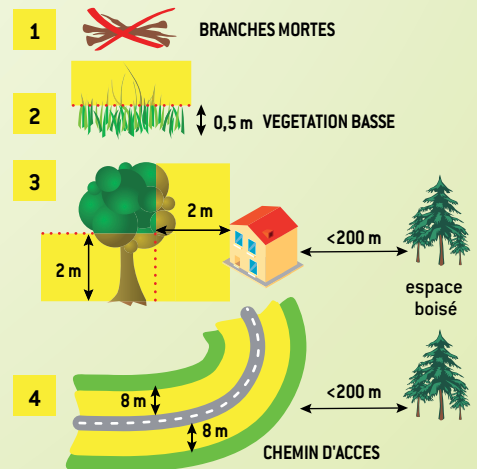 1
BRANCHES MORTES
2
0,5 m VEGETATION BASSE
3
2 m
<200 m
2 m
espace
boisé
4
8 m
<200 m
8 m
CHEMIN D'ACCES